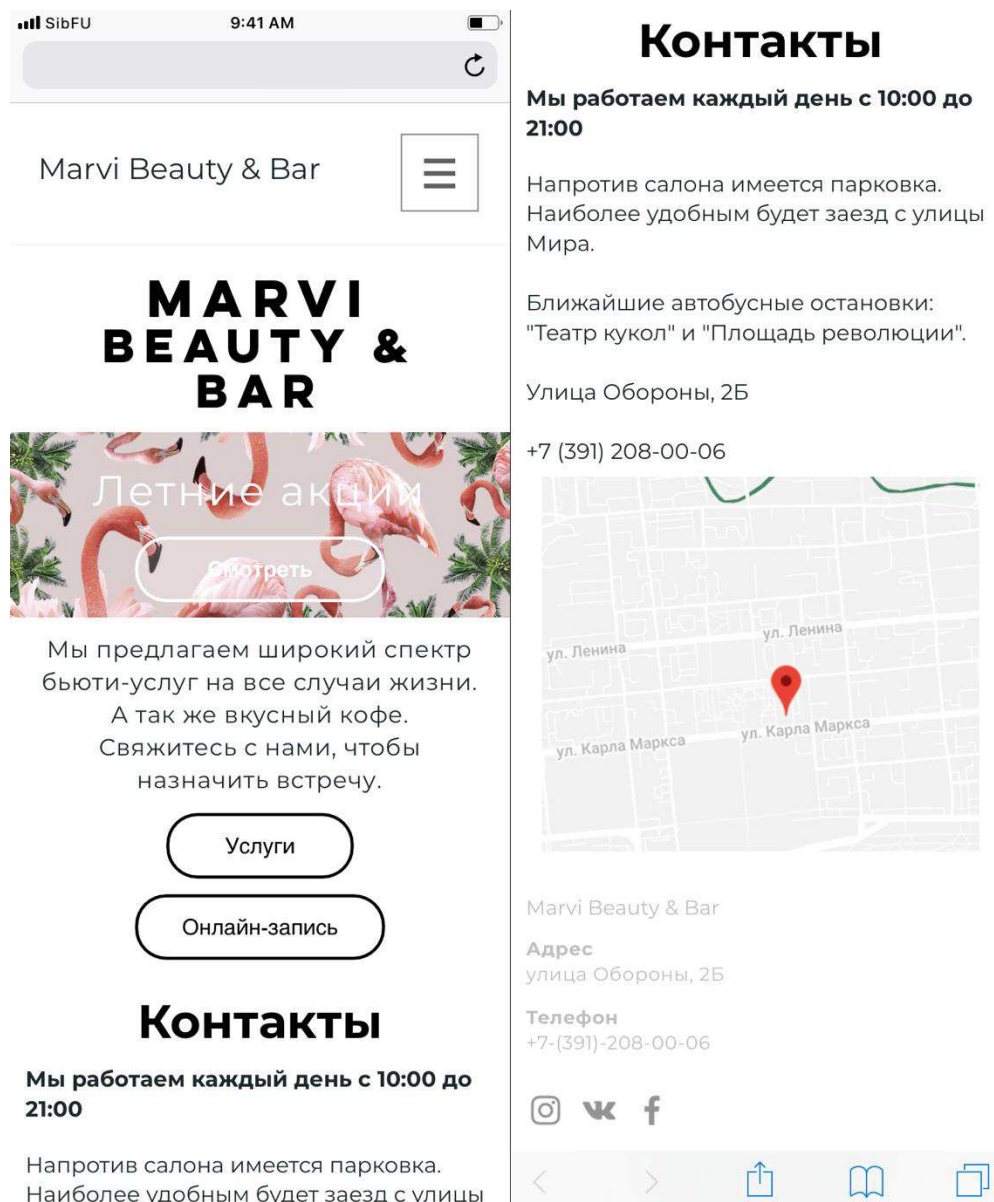 SibFU
9:41 AM
Marvi Beauty & Bar
MARVI
BEAUTY &
BAR
Летние акции
Смотреть
Мы предлагаем широкий спектр
бьюти-услуг на все случаи жизни.
А так же вкусный кофе.
Свяжитесь с нами, чтобы
назначить встречу.
Услуги
Онлайн-запись
Контакты
Мы работаем каждый день с 10:00 до
21:00
Напротив салона имеется парковка.
Наиболее удобным будет заезд с улицы
Контакты
Мы работаем каждый день с 10:00 до
21:00
Напротив салона имеется парковка.
Наиболее удобным будет заезд с улицы
Мира.
Ближайшие автобусные остановки:
"Театр кукол" и "Площадь революции".
Улица Обороны, 2Б
+7 (391) 208-00-06
ул. Ленина
ул. Ленина
ул. Карла Маркса
ул. Карла Маркса
Marvi Beauty & Bar
Адрес
улица Обороны, 2Б
Телефон
+7-(391)-208-00-06